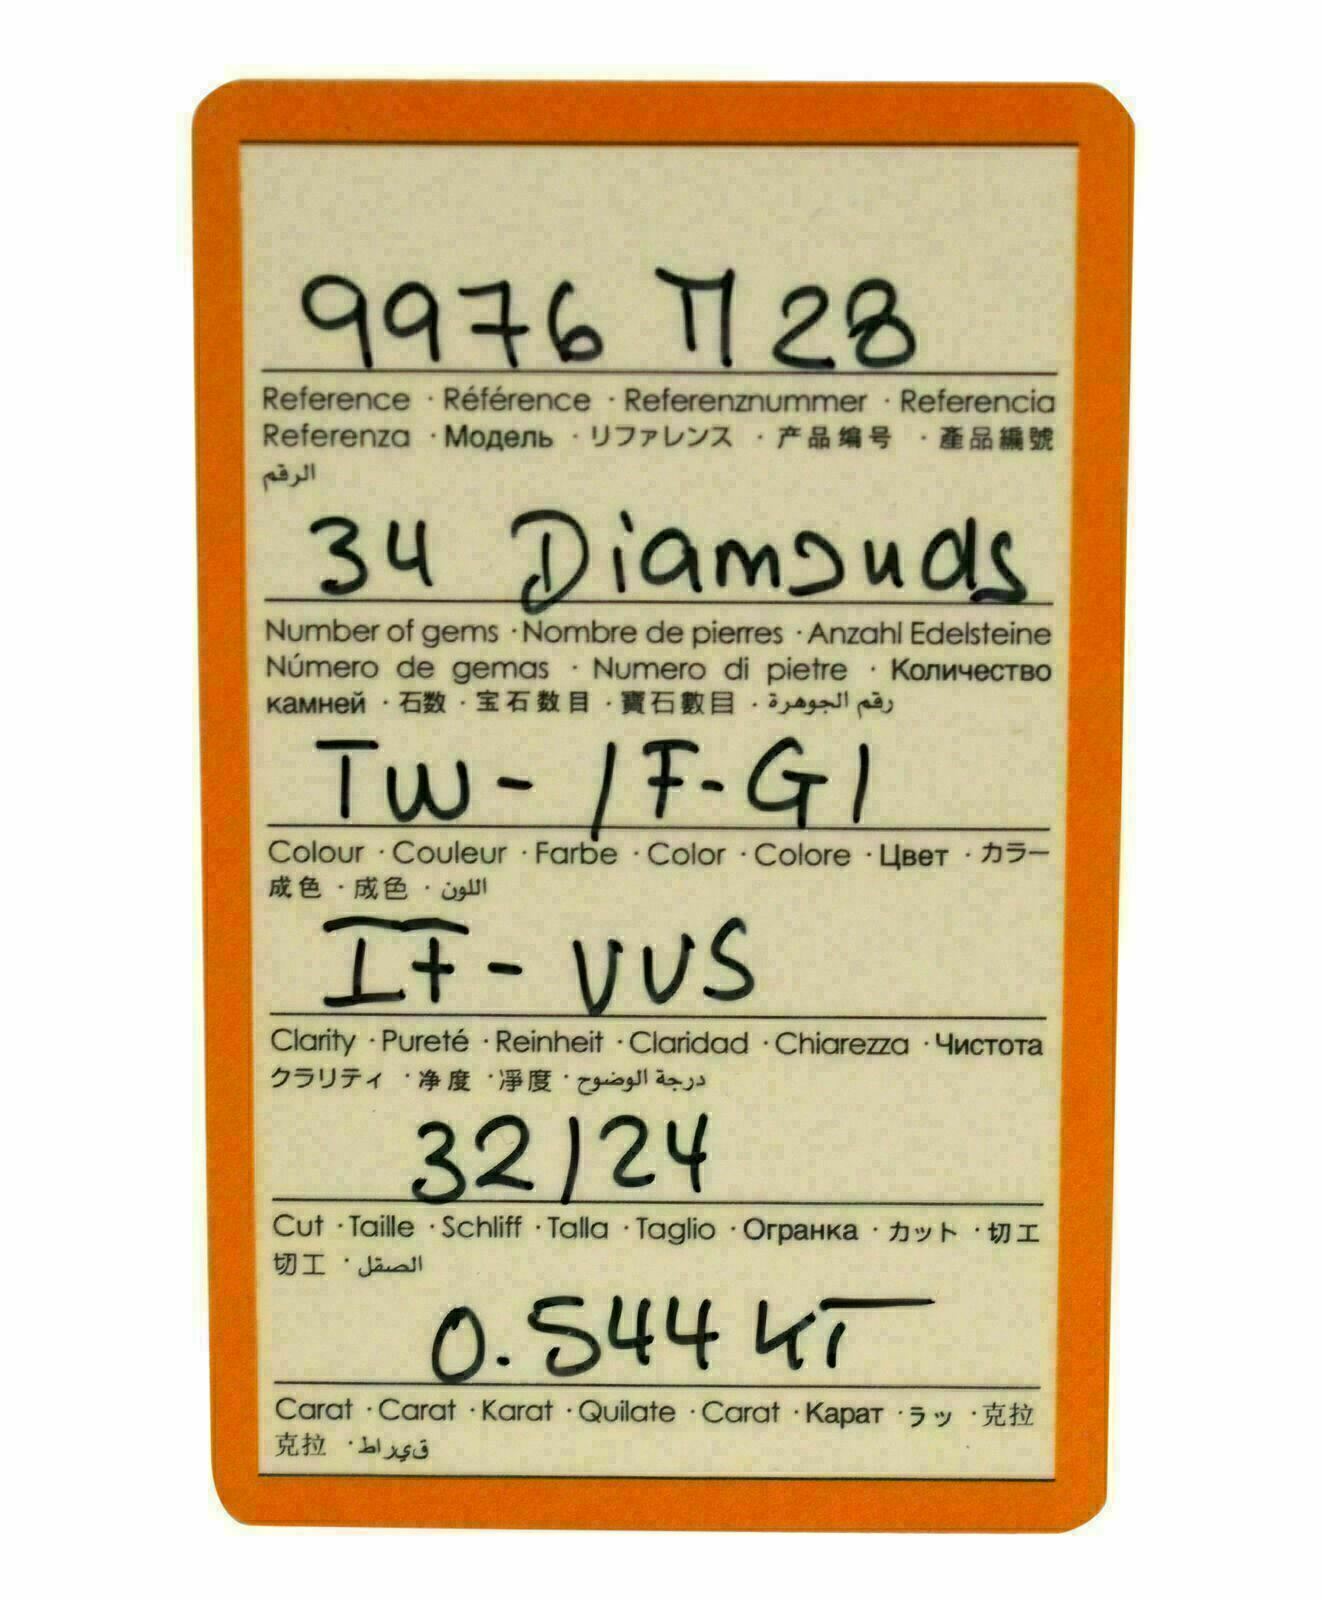 9976 П 28
Reference · Référence · Referenznummer · Referencia
Referenza · Модель · リファレンス · 产品编号 · 產品編號
الرقم
34 Diamonds
Number of gems · Nombre de pierres · Anzahl Edelsteine
Número de gemas · Numero di pietre · Количество
камней · 石数 · 宝石数目 · 寶石數目 · رقم الجوهرة
TW - / F - G /
Colour · Couleur · Farbe · Color · Colore · Цвет · カラー
成色 · 成色 · اللون
IF - VVS
Clarity · Pureté · Reinheit · Claridad · Chiarezza · Чистота
クラリティ · 净度 · 凈度 · درجة الوضوح
32/24
Cut · Taille · Schliff · Talla · Taglio · Огранка · カット · 切工
切工 · الصقل
0.544 KT
Carat · Carat · Karat · Quilate · Carat · Карат · ラッ · 克拉
克拉 · قيراط